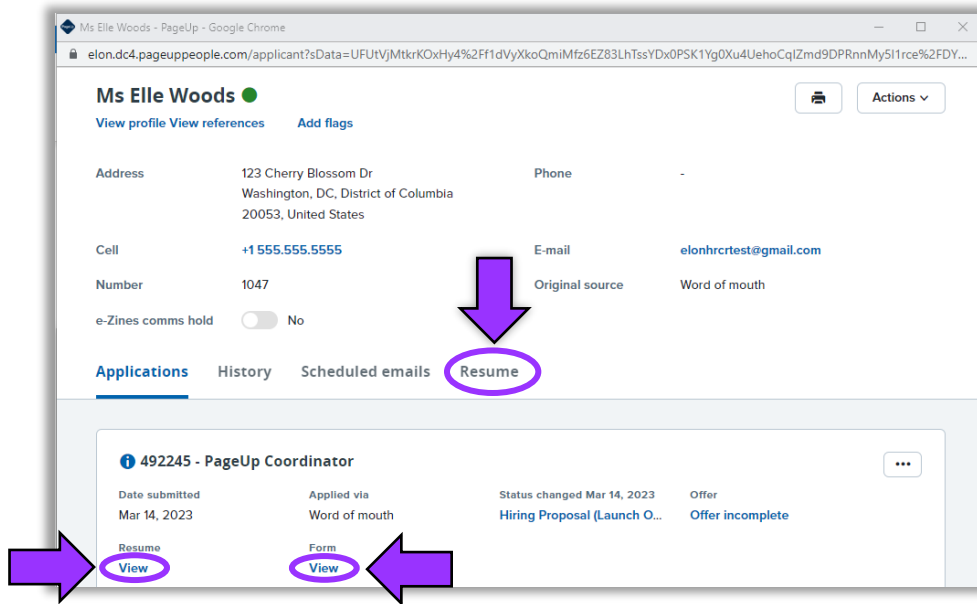 Ms Elle Woods - PageUp - Google Chrome
elon.dc4.pageuppeople.com/applicant?sData=UFUtVjMtkrKOxHy4%2Ff1dVyXkoQmiMfz6EZ83LhTssYDx0PSK1Yg0Xu4UehoCqIZmd9DPRnnMy5I1rce%2FDY...
Ms Elle Woods
Actions
View profile View references Add flags
Address 123 Cherry Blossom Dr Phone -
Washington, DC, District of Columbia
20053, United States
Cell +1 555.555.5555 E-mail elonhrcrtest@gmail.com
Number 1047 Original source Word of mouth
e-Zines comms hold No
Applications History Scheduled emails Resume
492245 - PageUp Coordinator
Date submitted Applied via Status changed Mar 14, 2023 Offer
Mar 14, 2023 Word of mouth Hiring Proposal (Launch O... Offer incomplete
Resume Form
View View